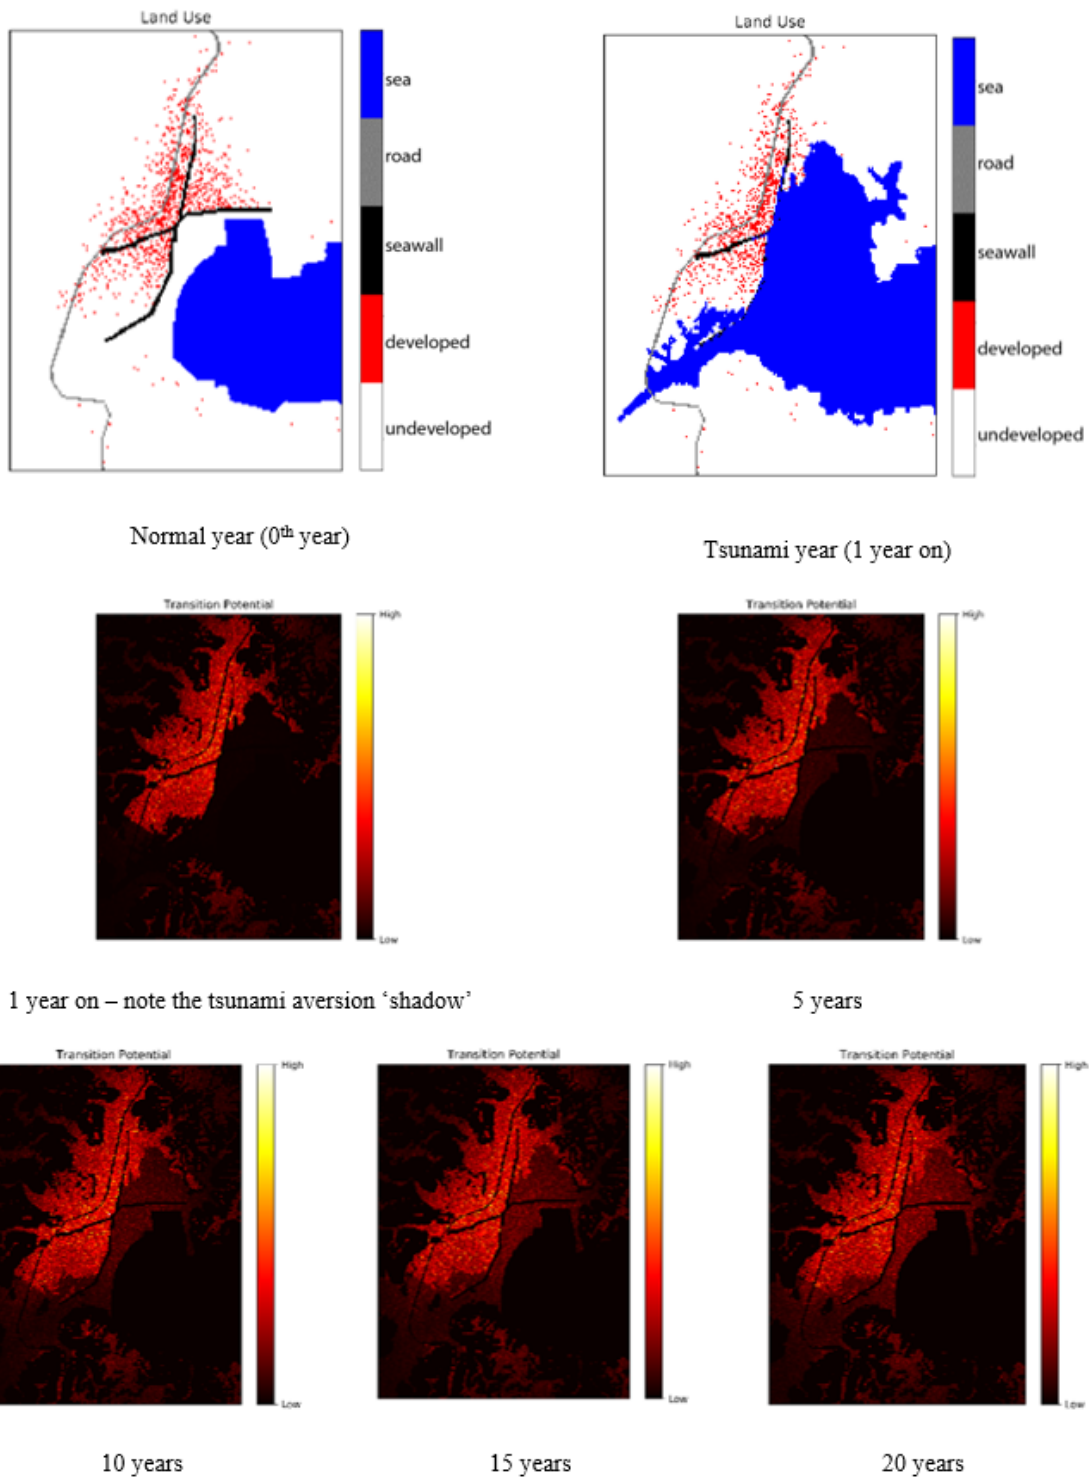 Land Use
sea
road
seawall
developed
undeveloped
Land Use
sea
road
seawall
developed
undeveloped
Normal year (0th year)
Tsunami year (1 year on)
Transition Potential
High
Low
Transition Potential
High
Low
1 year on – note the tsunami aversion ‘shadow’
5 years
Transition Potential
High
Low
Transition Potential
High
Low
Transition Potential
High
Low
10 years
15 years
20 years